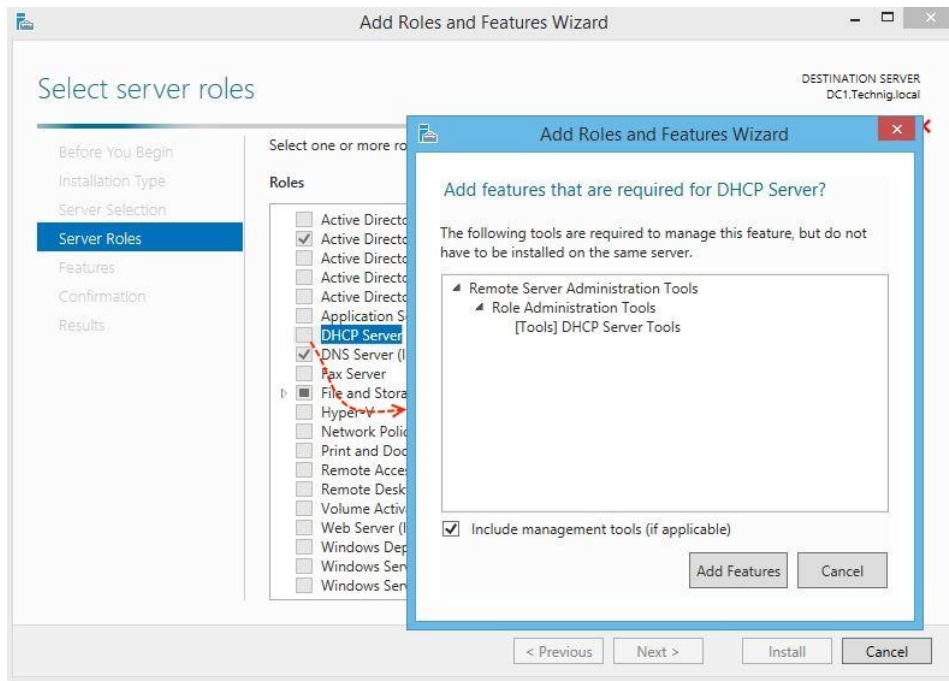 Add Roles and Features Wizard
Select server roles
DESTINATION SERVER
DC1.Technig.local
Before You Begin
Installation Type
Server Selection
Server Roles
Features
Confirmation
Results
Select one or more ro
Roles
Active Directo
Active Directo
Active Directo
Active Directo
Active Directo
Application S
DHCP Server
DNS Server (I
Fax Server
File and Stora
Hyper-V
Network Polic
Print and Doc
Remote Acce
Remote Desk
Volume Activ
Web Server (I
Windows Dep
Windows Ser
Windows Ser
Add Roles and Features Wizard
Add features that are required for DHCP Server?
The following tools are required to manage this feature, but do not
have to be installed on the same server.
Remote Server Administration Tools
Role Administration Tools
[Tools] DHCP Server Tools
Include management tools (if applicable)
Add Features
Cancel
< Previous
Next >
Install
Cancel